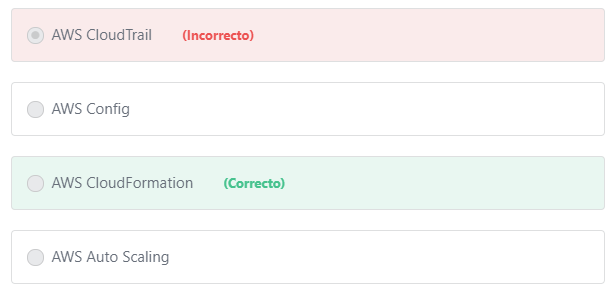 AWS CloudTrail (Incorrecto)
AWS Config
AWS CloudFormation (Correcto)
AWS Auto Scaling